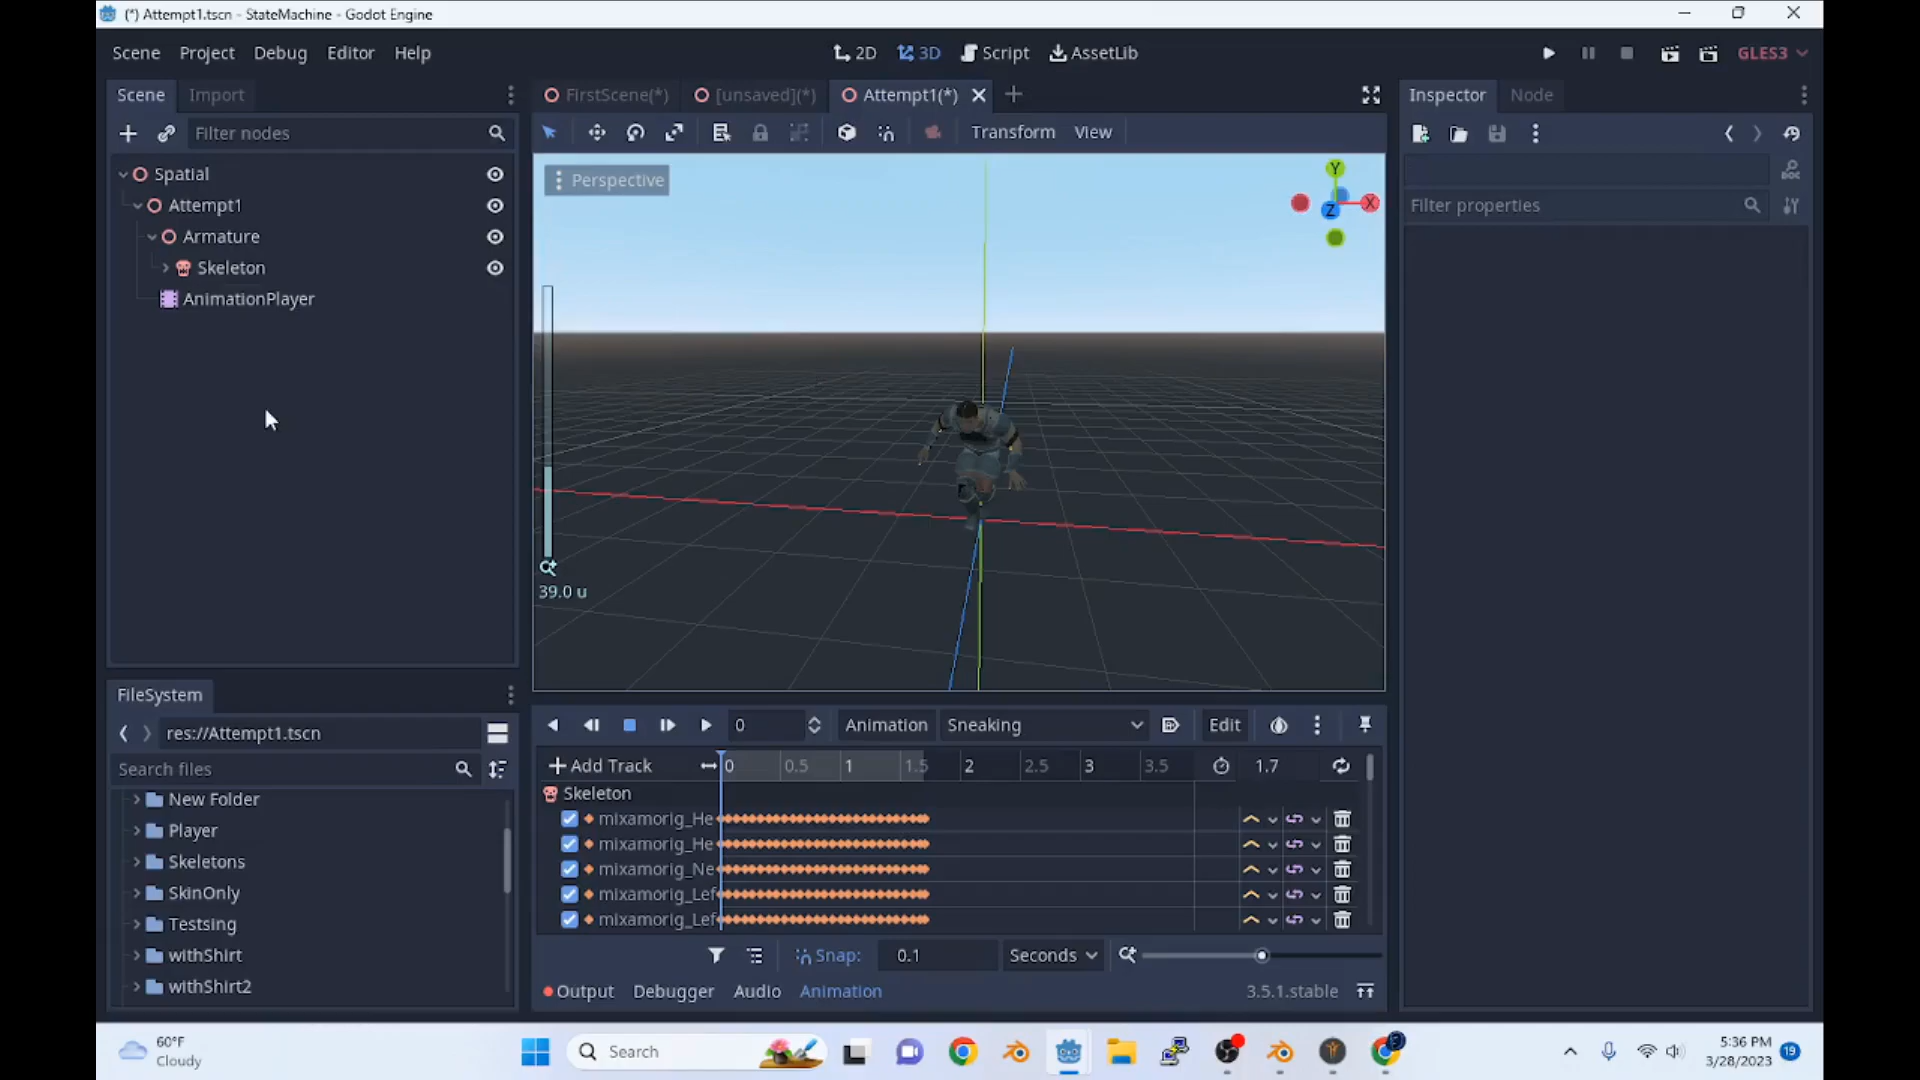 (*) Attempt1.tscn - StateMachine - Godot Engine
Scene Project Debug Editor Help
2D 3D Script AssetLib
GLES3
Scene Import
FirstScene(*) [unsaved](*) Attempt1(*)
Inspector Node
Filter nodes
Transform View
Spatial
Attempt1
Armature
Skeleton
AnimationPlayer
Perspective
Y
X
Z
39.0 u
DOC
Filter properties
FileSystem
res://Attempt1.tscn
Search files
New Folder
Player
Skeletons
SkinOnly
Testsing
withShirt
withShirt2
0 Animation Sneaking Edit
Add Track 0 0.5 1 1.5 2 2.5 3 3.5 1.7
Skeleton
mixamorig_He
mixamorig_He
mixamorig_Ne
mixamorig_Lef
mixamorig_Lef
Snap: 0.1 Seconds
Output Debugger Audio Animation 3.5.1.stable
60°F
Cloudy
Search
5:36 PM
3/28/2023
19